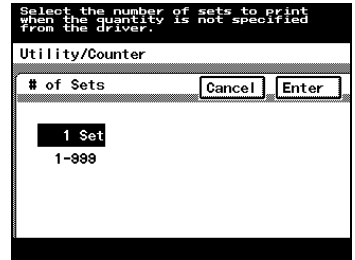 Select the number of sets to print
when the quantity is not specified
from the driver.
Utility/Counter
# of Sets
Cancel
Enter
1 Set
1-999